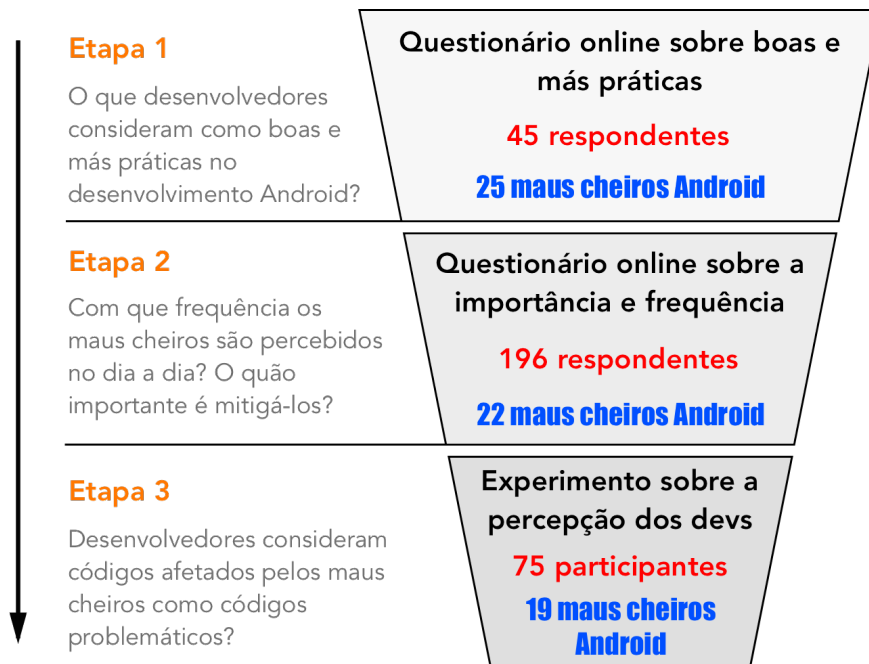 Etapa 1
O que desenvolvedores
consideram como boas e
más práticas no
desenvolvimento Android?
Questionário online sobre boas e
más práticas
45 respondentes
25 maus cheiros Android
Etapa 2
Com que frequência os
maus cheiros são percebidos
no dia a dia? O quão
importante é mitigá-los?
Questionário online sobre a
importância e frequência
196 respondentes
22 maus cheiros Android
Etapa 3
Desenvolvedores consideram
códigos afetados pelos maus
cheiros como códigos
problemáticos?
Experimento sobre a
percepção dos devs
75 participantes
19 maus cheiros
Android